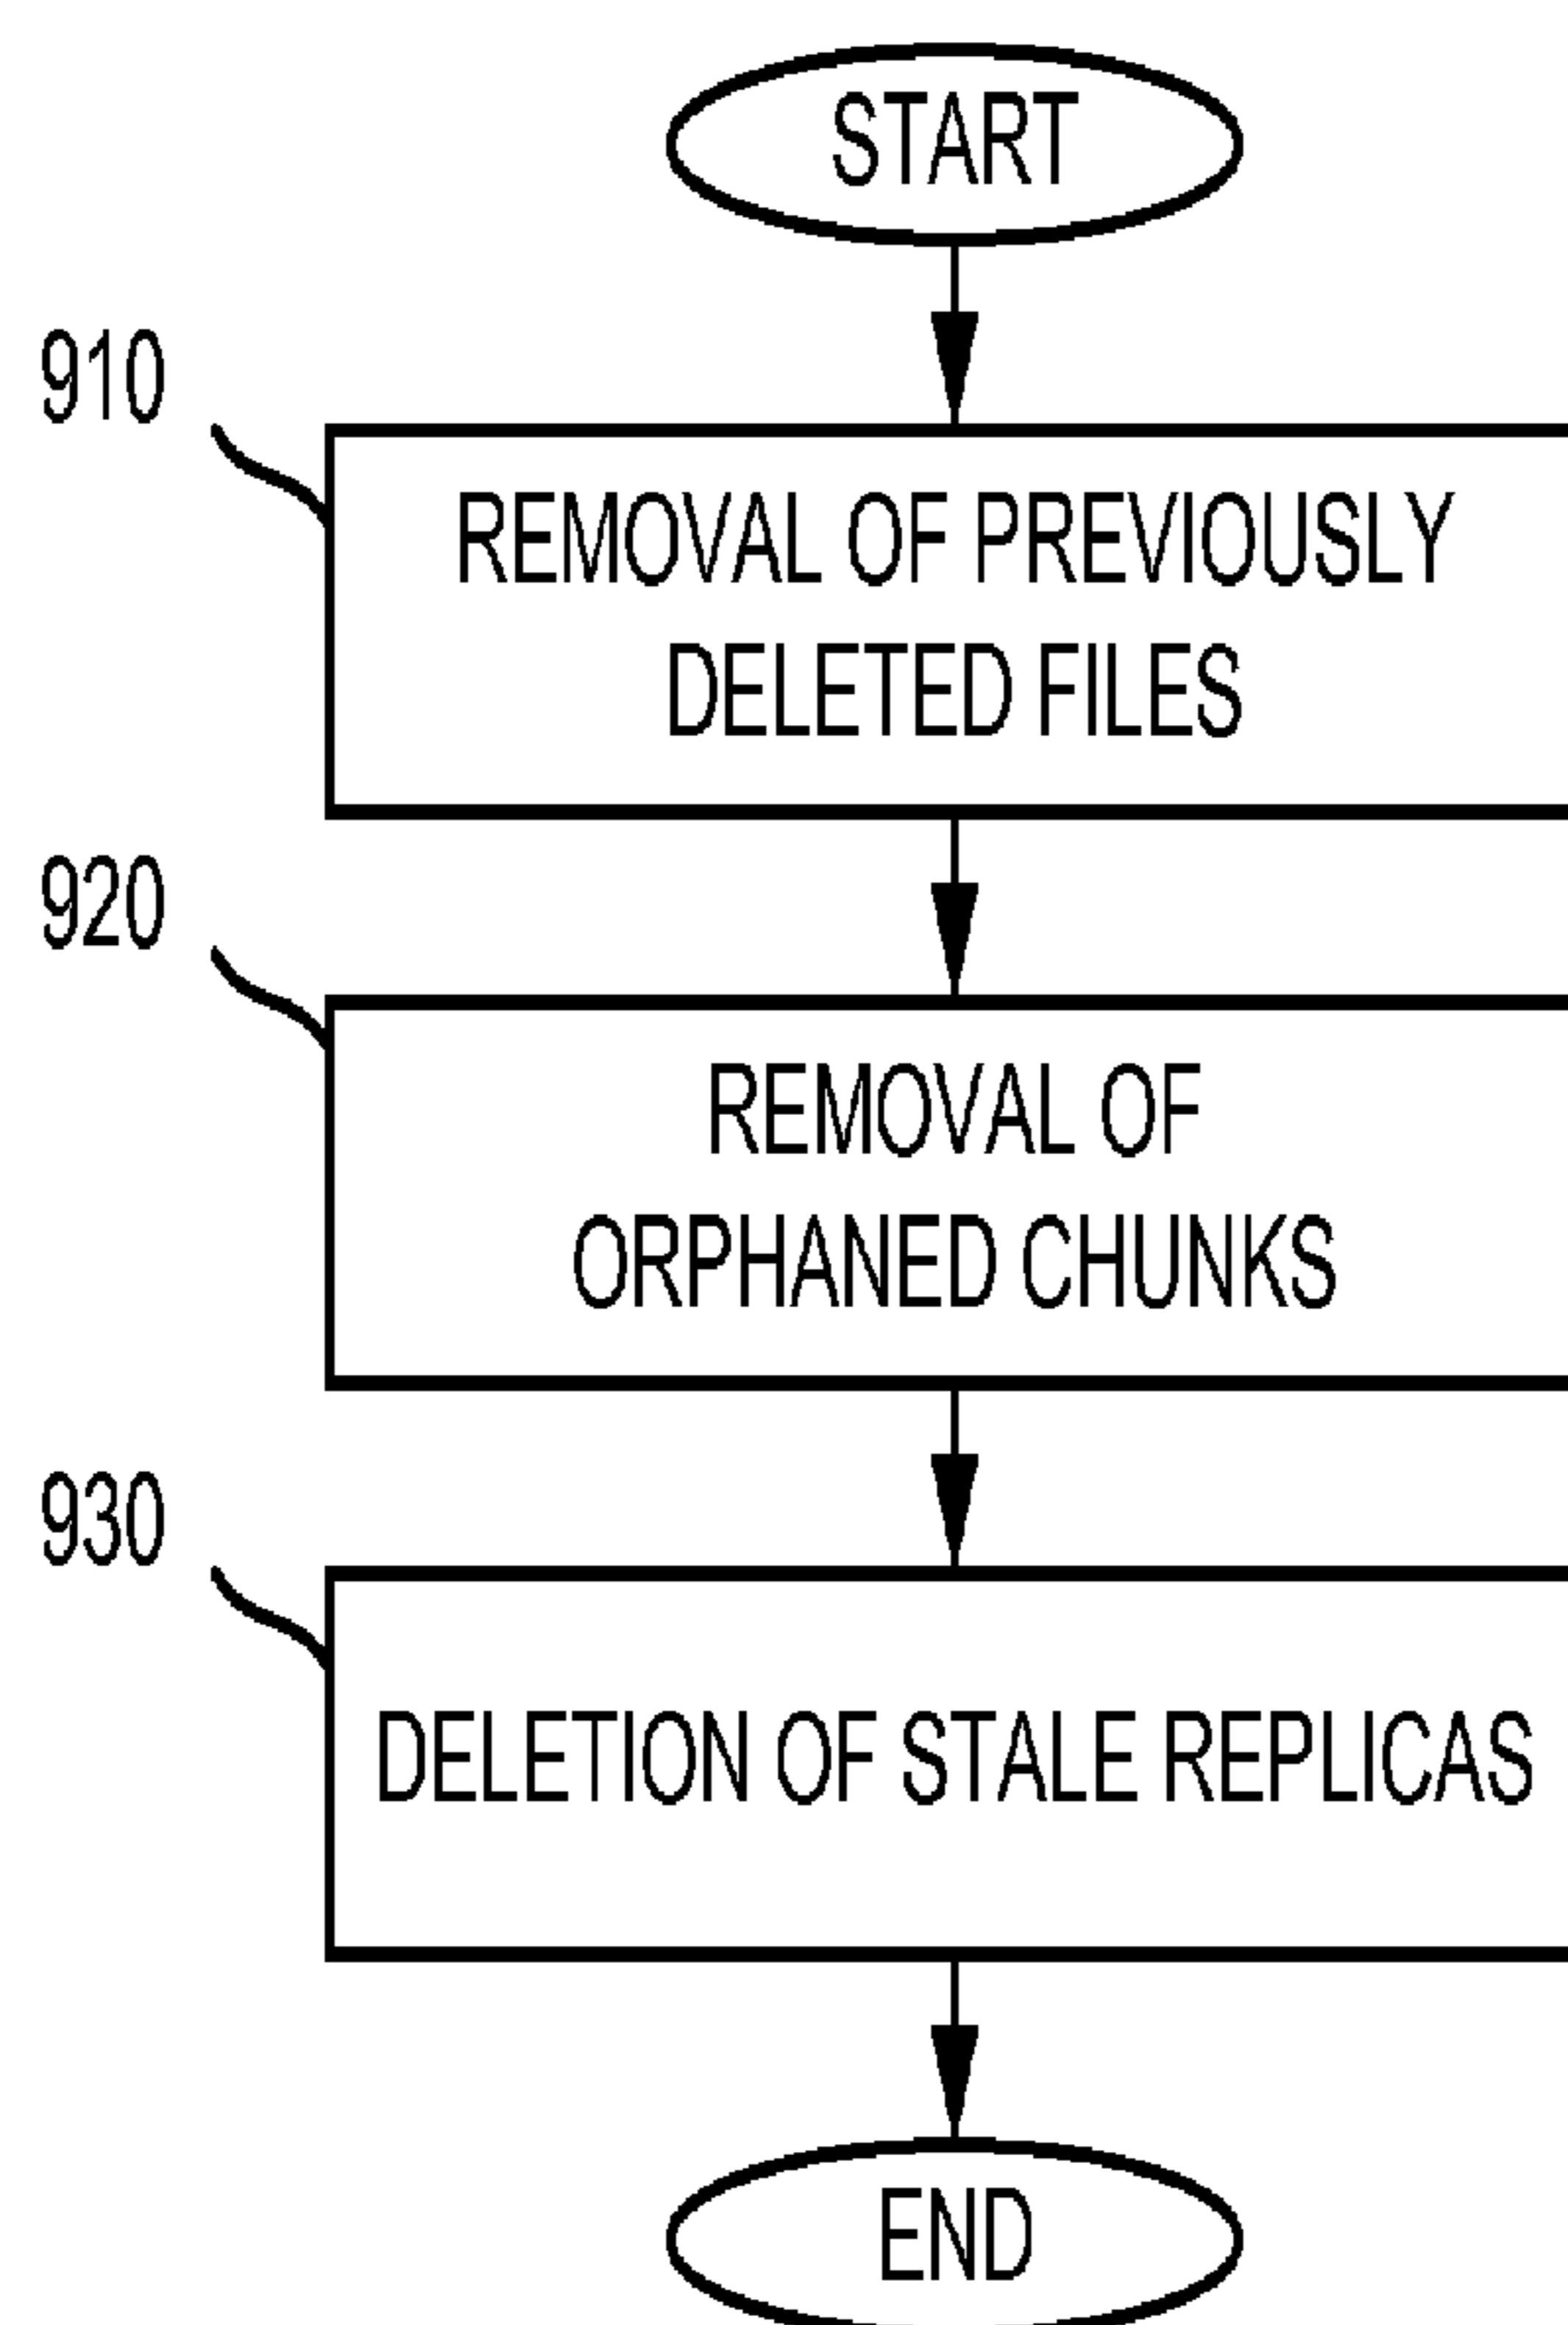 START
910
REMOVAL OF PREVIOUSLY
DELETED FILES
920
REMOVAL OF
ORPHANED CHUNKS
930
DELETION OF STALE REPLICAS
END